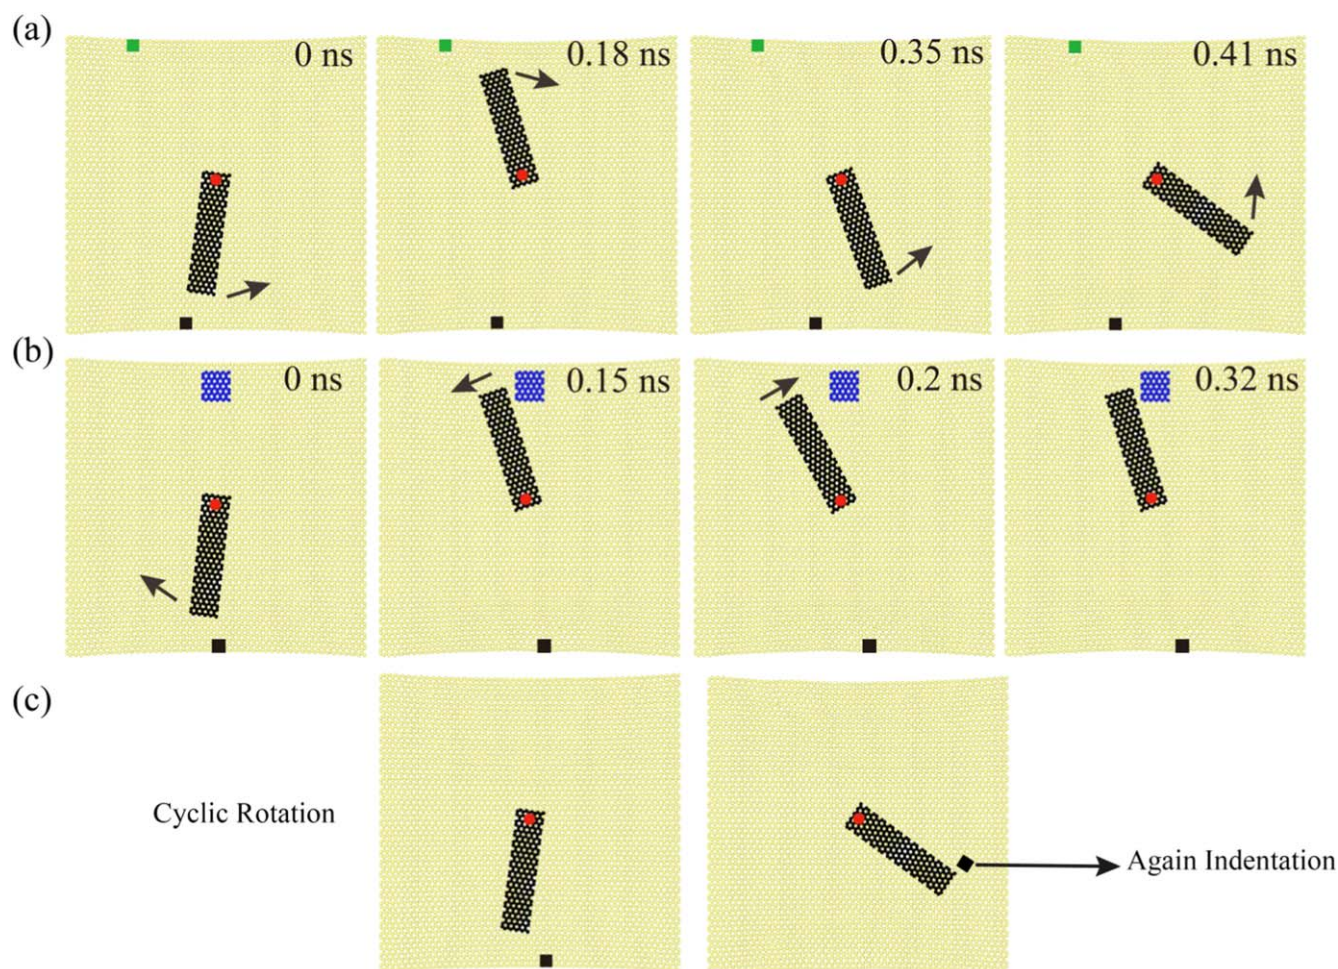 (a)
0 ns
0.18 ns
0.35 ns
0.41 ns
(b)
0 ns
0.15 ns
0.2 ns
0.32 ns
(c)
Cyclic Rotation
Again Indentation